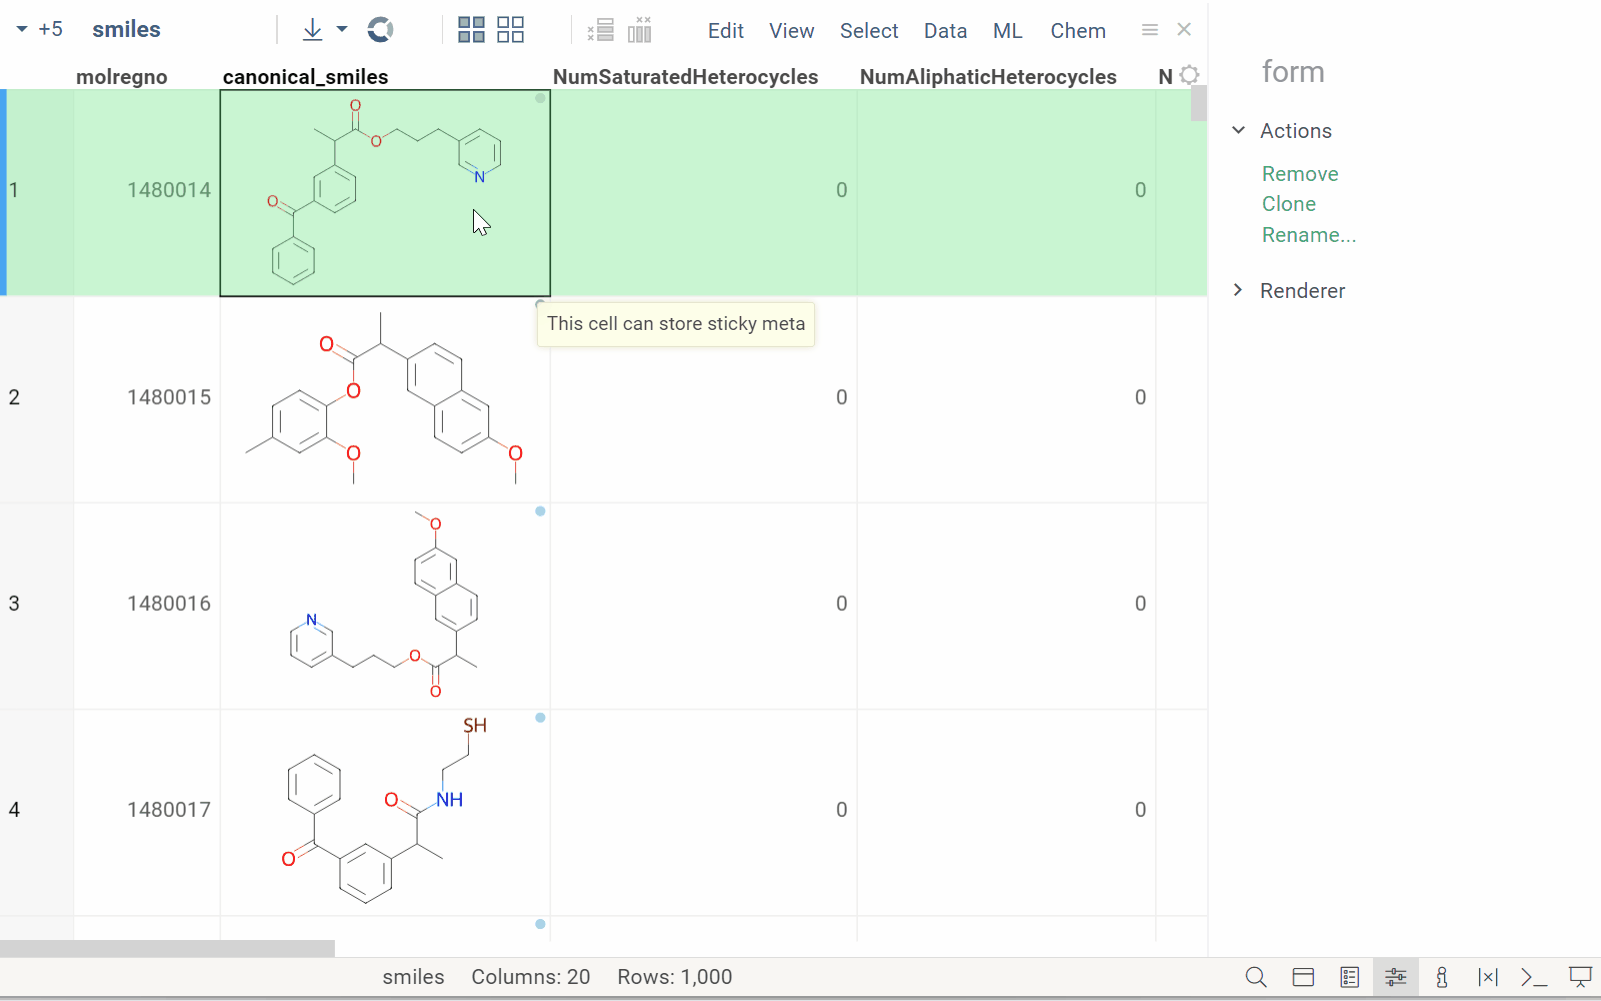 +5 smiles Edit View Select Data ML Chem
molregno canonical_smiles NumSaturatedHeterocycles NumAliphaticHeterocycles N
form
Actions
Remove
Clone
Rename...
Renderer
O
O
N
O
1 1480014 0 0
This cell can store sticky meta
O
O
O
O
2 1480015 0 0
O
N
O
O
3 1480016 0 0
SH
O
NH
O
4 1480017 0 0
smiles Columns: 20 Rows: 1,000